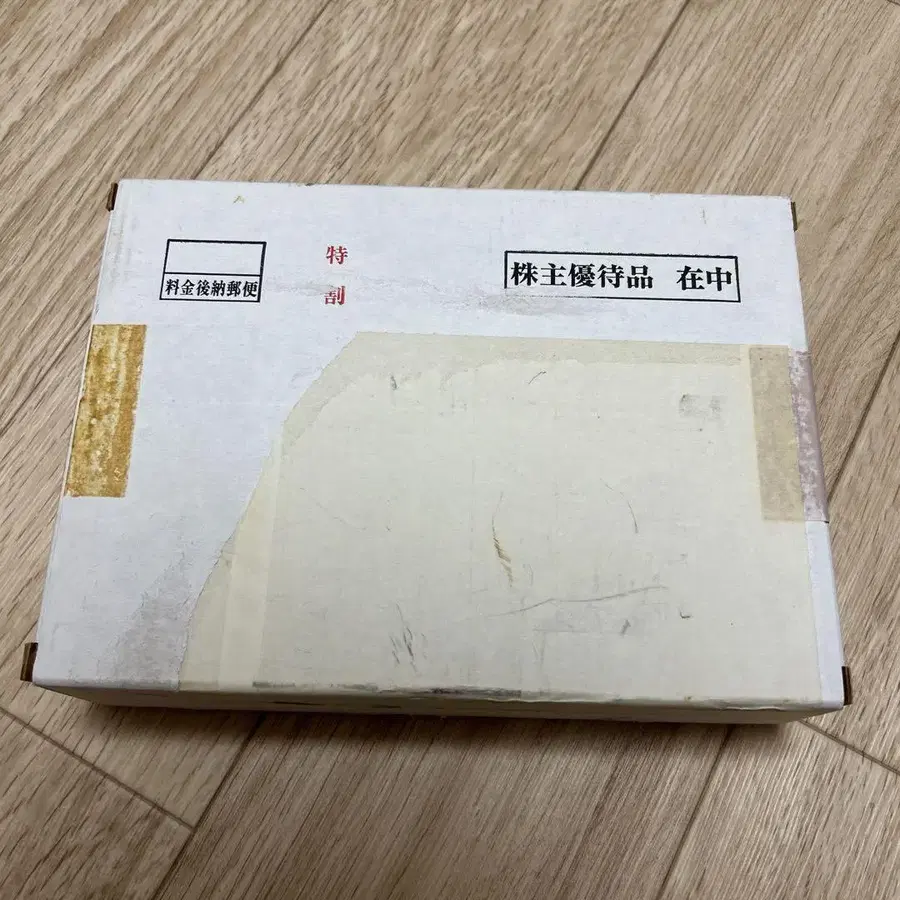 料金後納郵便
特
割
株主優待品 在中